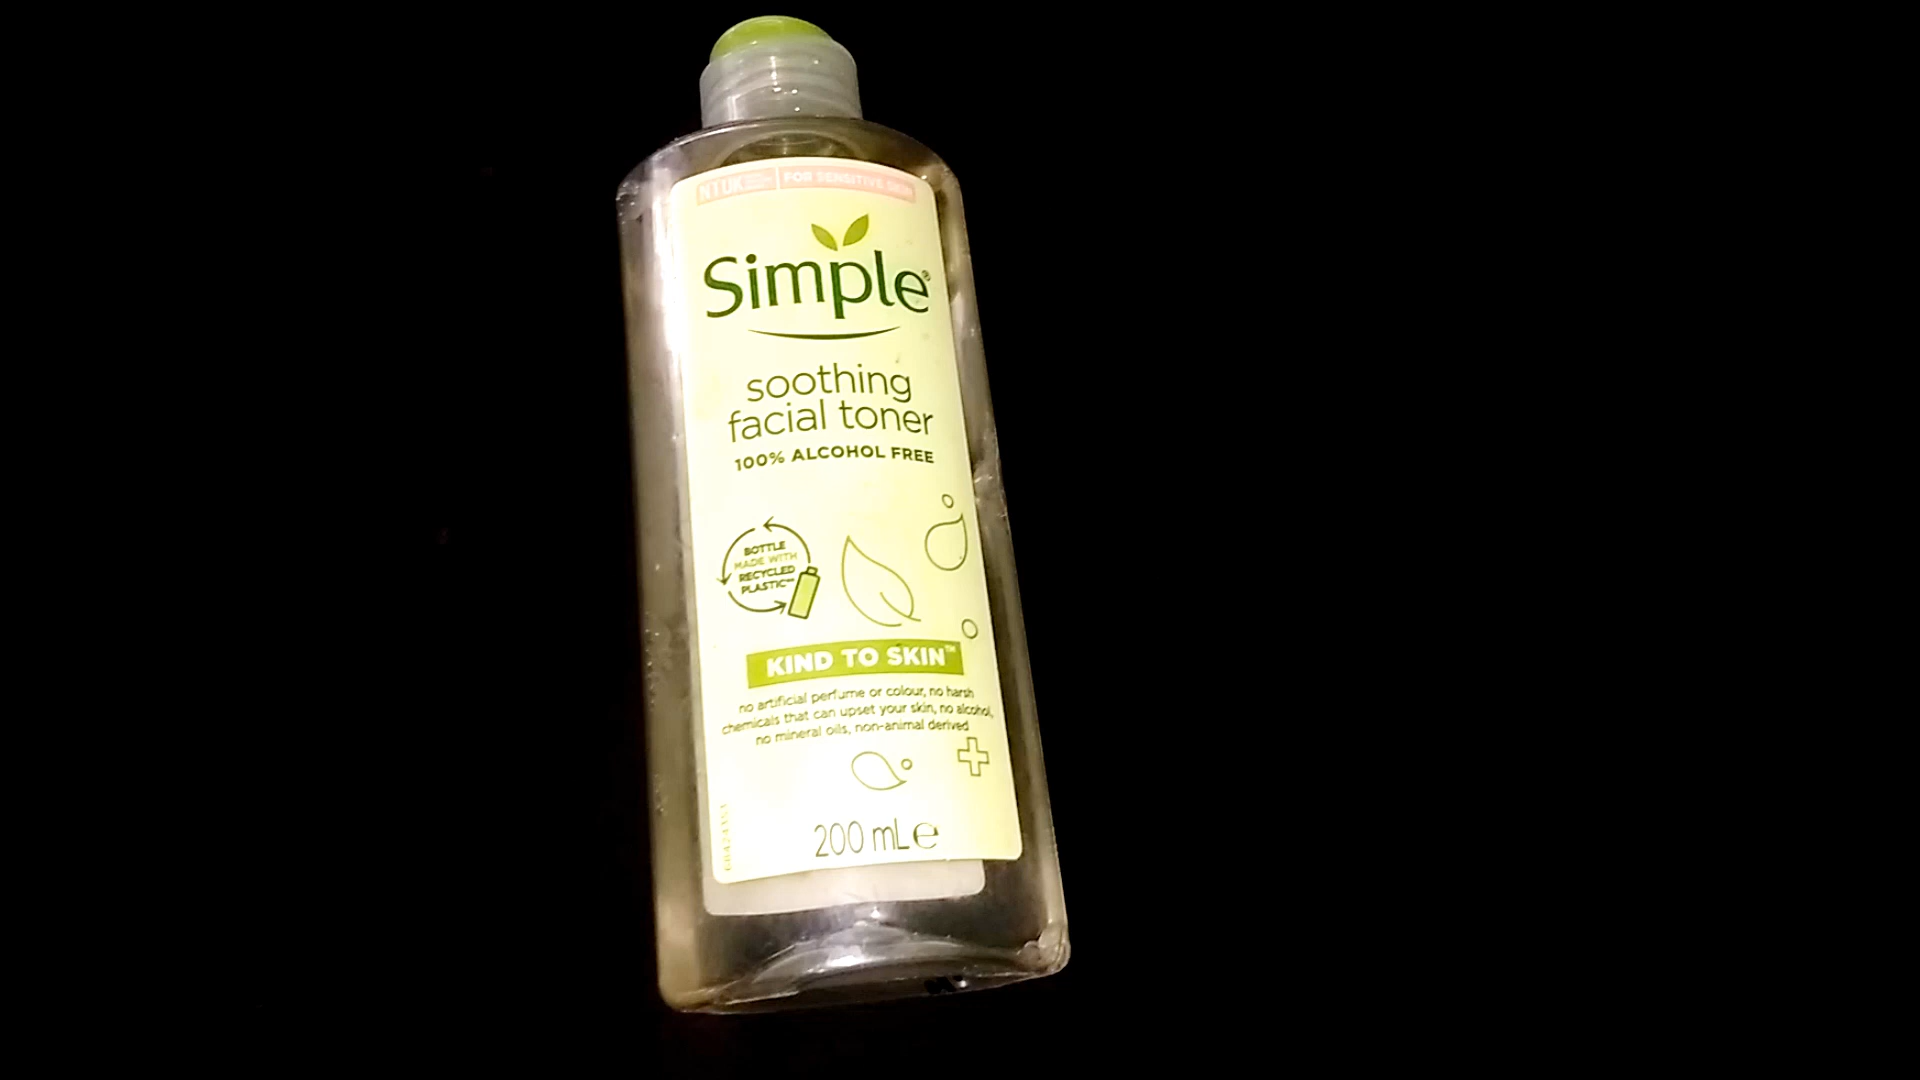 NTUK FOR SENSITIVE SKIN
Simple®
soothing
facial toner
100% ALCOHOL FREE
BOTTLE
MADE WITH
RECYCLED
PLASTIC**
KIND TO SKIN™
no artificial perfume or colour, no harsh
chemicals that can upset your skin, no alcohol,
no mineral oils, non-animal derived
200 mL ℮